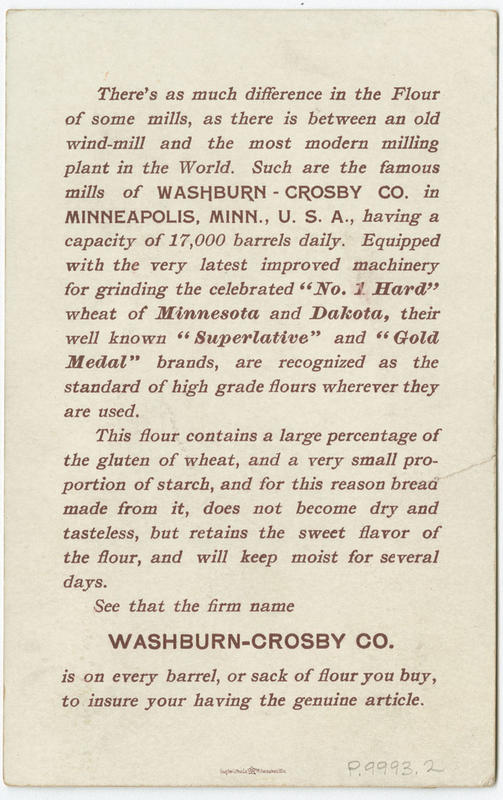 There's as much difference in the Flour
of some mills, as there is between an old
wind-mill and the most modern milling
plant in the World. Such are the famous
mills of WASHBURN-CROSBY CO. in
MINNEAPOLIS, MINN., U. S. A., having a
capacity of 17,000 barrels daily. Equipped
with the very latest improved machinery
for grinding the celebrated "No. 1 Hard"
wheat of Minnesota and Dakota, their
well known "Superlative" and "Gold
Medal" brands, are recognized as the
standard of high grade flours wherever they
are used.
This flour contains a large percentage of
the gluten of wheat, and a very small pro-
portion of starch, and for this reason bread
made from it, does not become dry and
tasteless, but retains the sweet flavor of
the flour, and will keep moist for several
days.
See that the firm name
WASHBURN-CROSBY CO.
is on every barrel, or sack of flour you buy,
to insure your having the genuine article.
P.9993.2